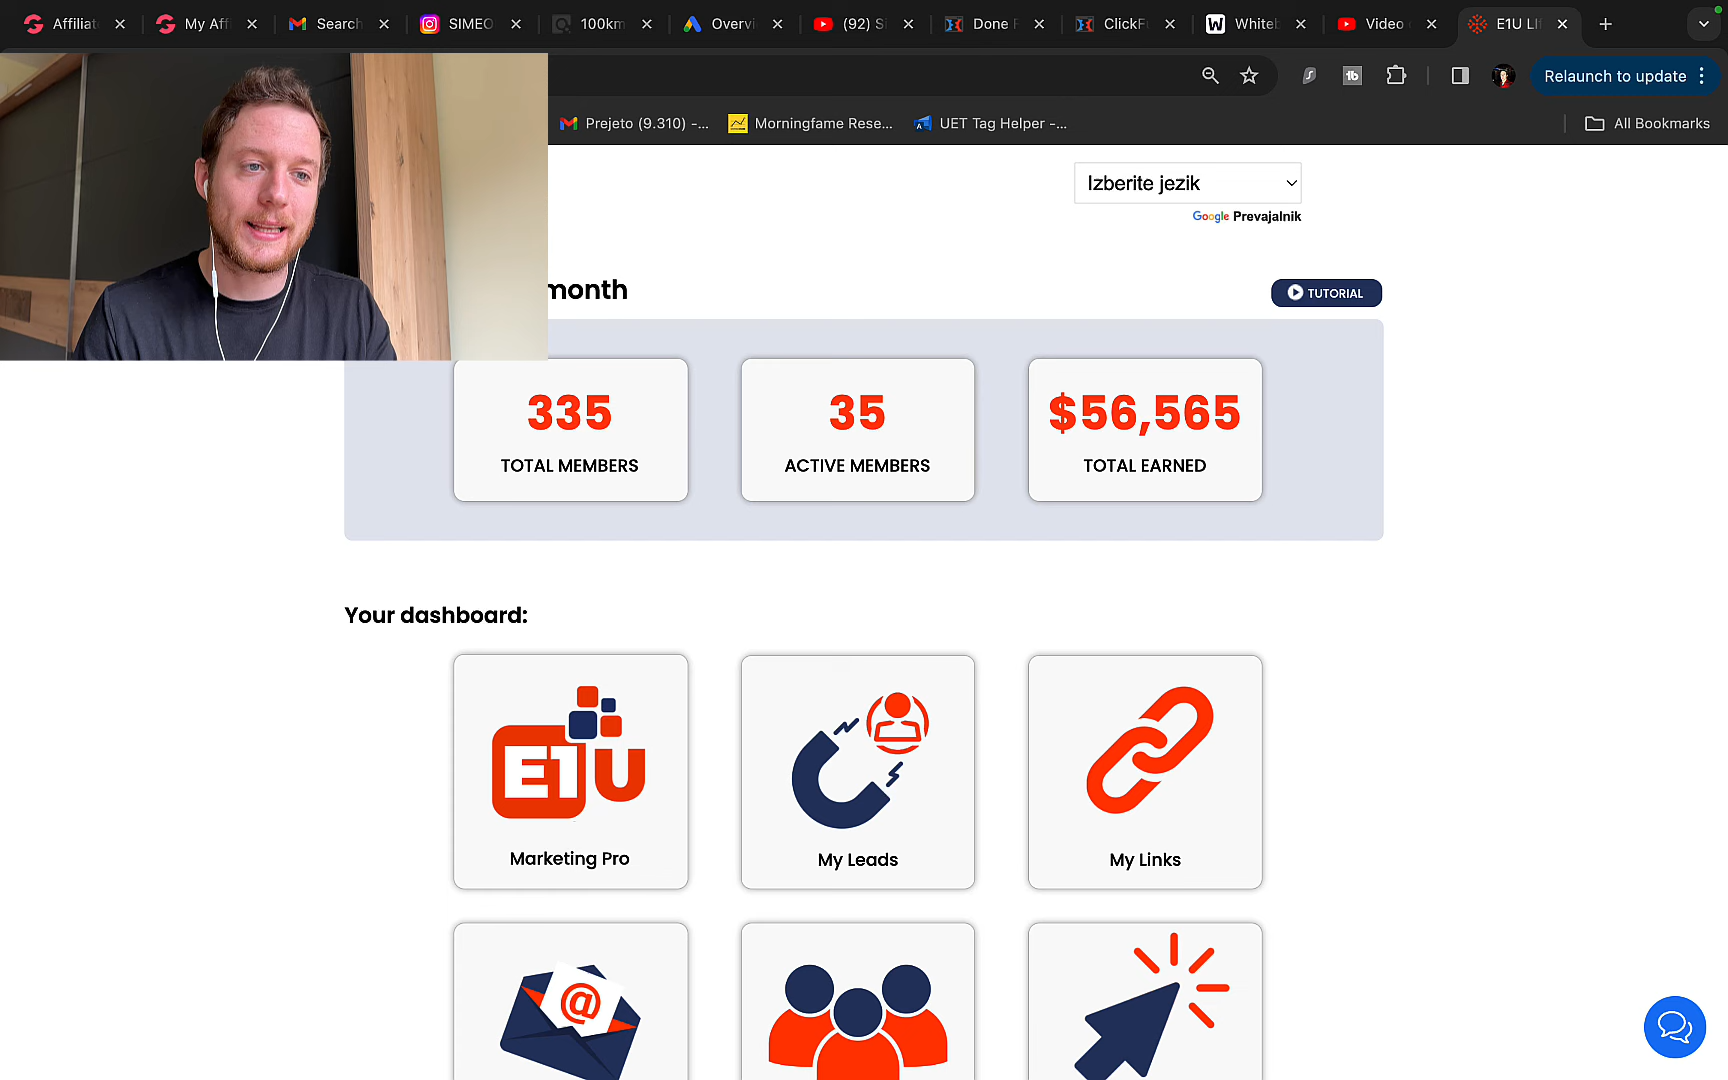 Affiliat
My Aff
Search
SIMEO
100km
Overvi
(92) Si
Done F
ClickF
Whiteb
Video
E1U LIf
Relaunch to update
Prejeto (9.310) -...
Morningfame Rese...
UET Tag Helper -...
All Bookmarks
Izberite jezik
Google Prevajalnik
month
TUTORIAL
335
TOTAL MEMBERS
35
ACTIVE MEMBERS
$56,565
TOTAL EARNED
Your dashboard:
E1U
Marketing Pro
My Leads
My Links
@